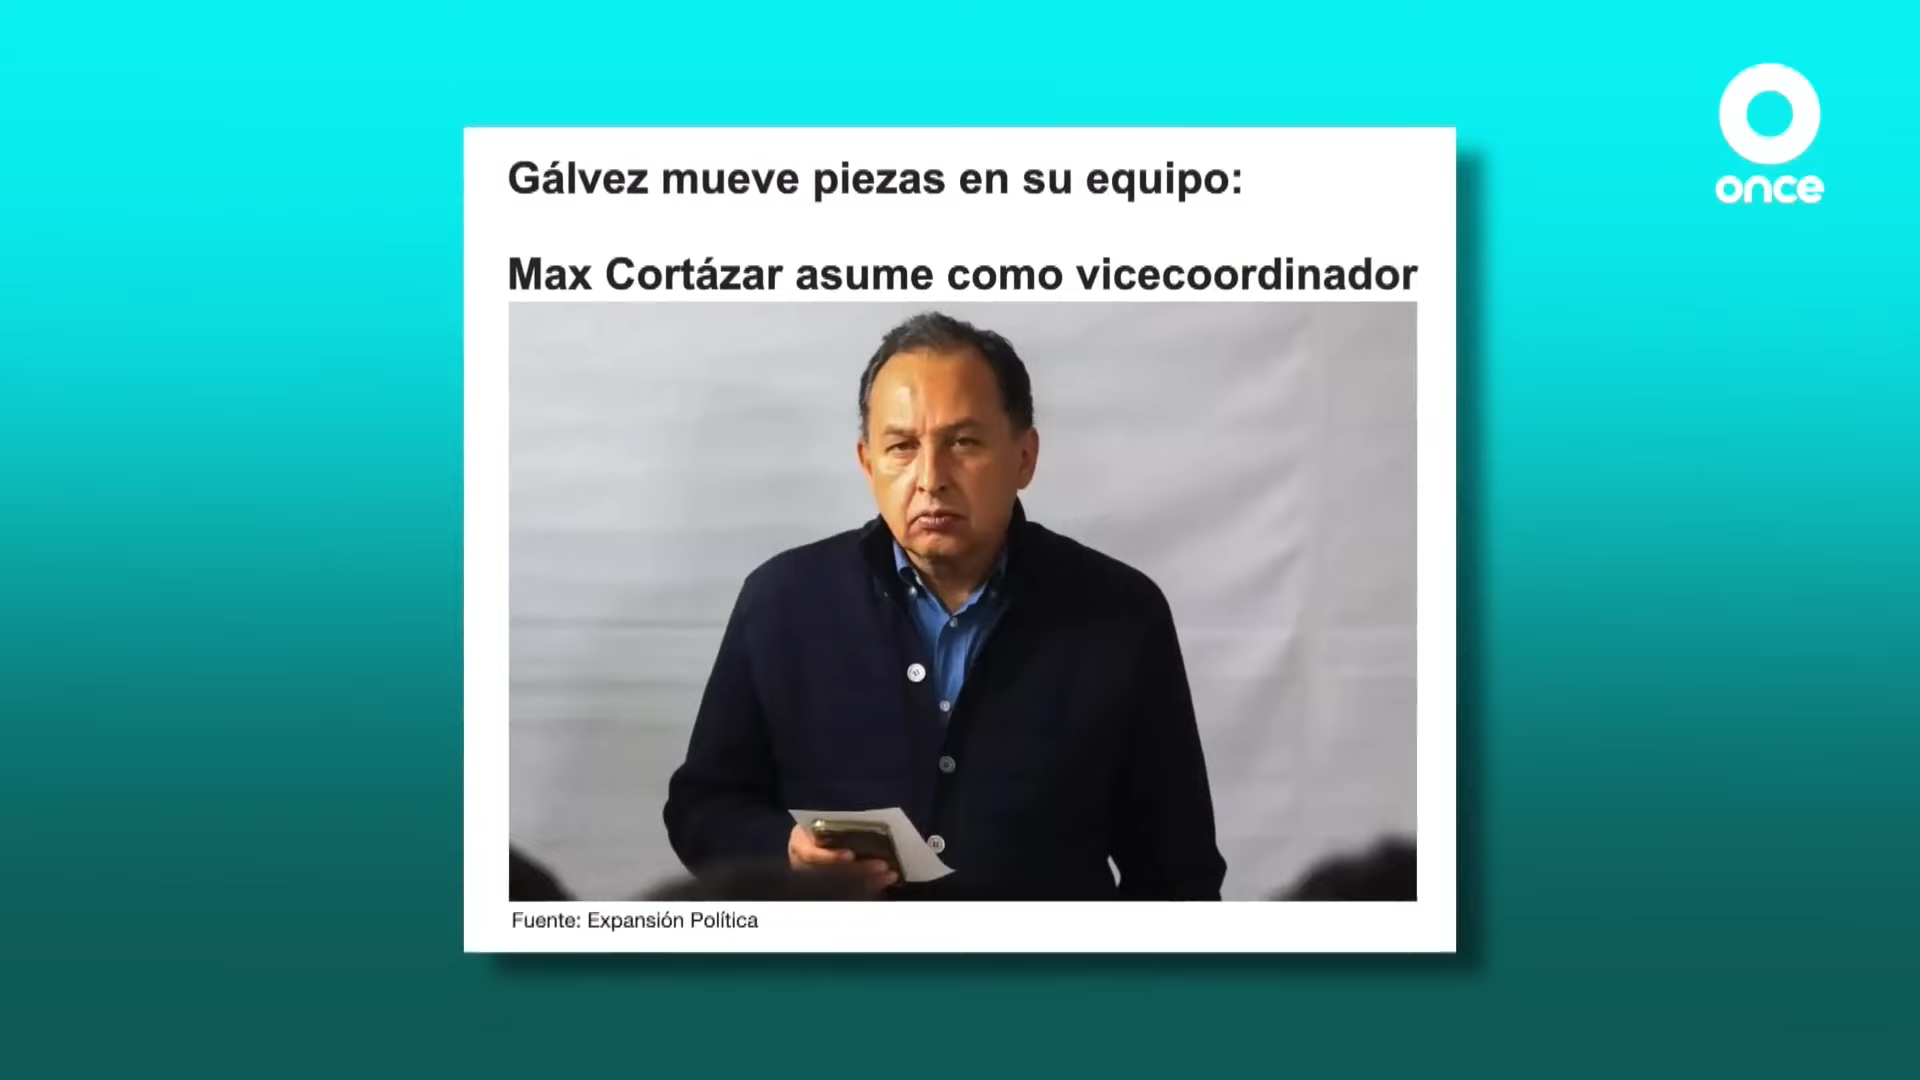 Gálvez mueve piezas en su equipo:
Max Cortázar asume como vicecoordinador
Fuente: Expansión Política
once